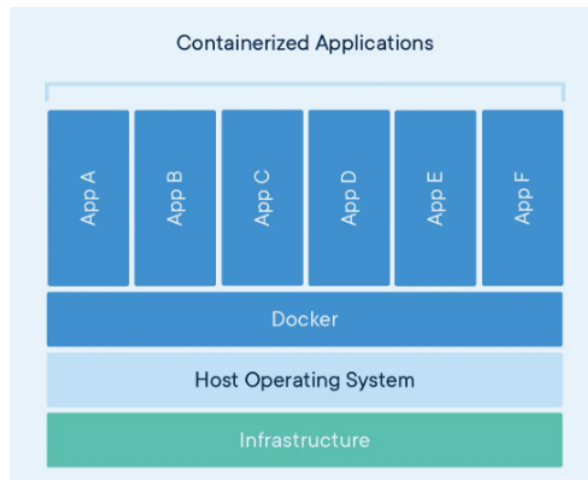 Containerized Applications
App A
App B
App C
App D
App E
App F
Docker
Host Operating System
Infrastructure